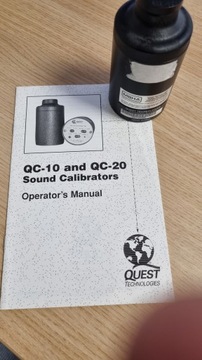 QC-10 and QC-20
Sound Calibrators
Operator's Manual
QUEST
TECHNOLOGIES